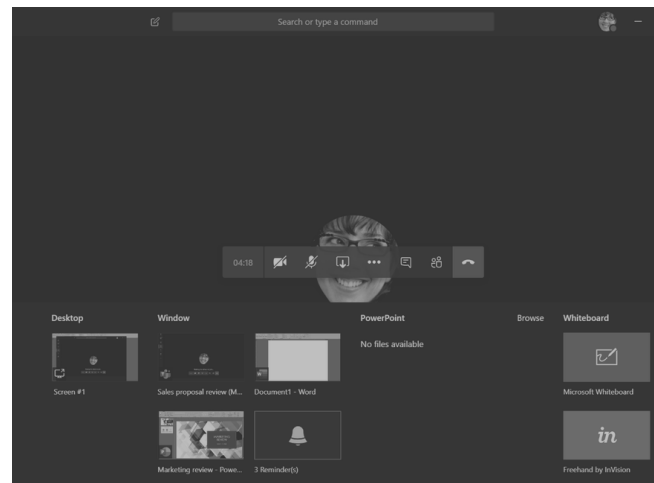 Search or type a command
04:18
Desktop
Window
PowerPoint
Browse
Whiteboard
No files available
Screen #1
Sales proposal review (M...
Document1 - Word
Microsoft Whiteboard
in
Marketing review - Powe...
3 Reminder(s)
Freehand by InVision